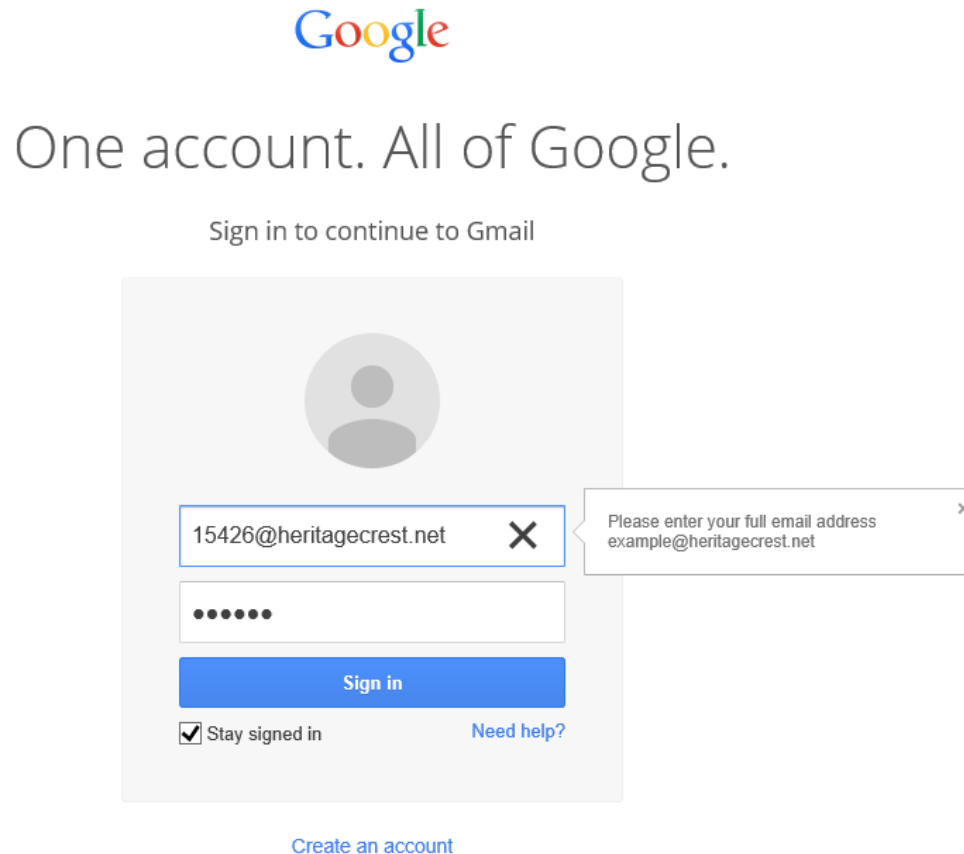 Google
One account. All of Google.
Sign in to continue to Gmail
15426@heritagecrest.net
Please enter your full email address
example@heritagecrest.net
••••••
Sign in
Stay signed in
Need help?
Create an account